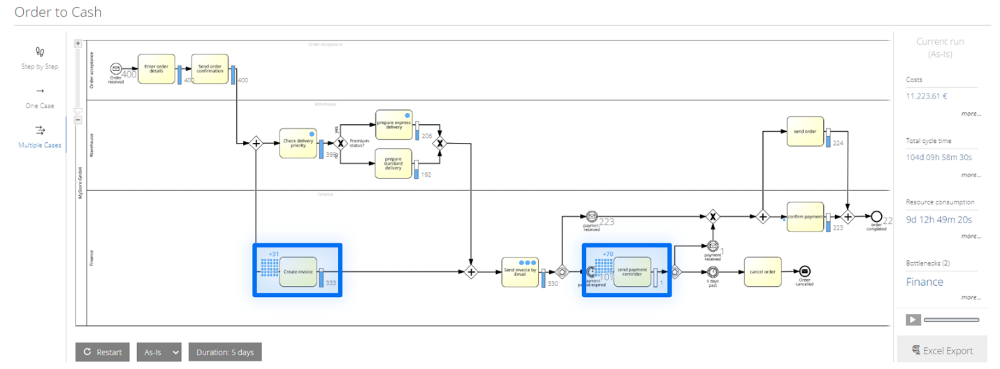 Order to Cash
Step by Step
One Case
Multiple Cases
+
−
MyStore GmbH
Order acceptance
Order acceptance
400
Order
received
Enter order
details
400
Send order
confirmation
400
Warehouse
Warehouse
Check delivery
priority
yes
no
Premium-
status?
prepare express
delivery
206
prepare
standard
delivery
192
send order
224
Finance
Finance
+31
Create invoice
333
Send invoice by
Email
330
payment
received
223
107
period expired
+70
send payment
reminder
1
payment
received
1
5 days
past
cancel order
Order
cancelled
confirm payment
223
order
completed
22
Current run
(As-Is)
Costs
11.223,61 €
more...
Total cycle time
104d 09h 58m 30s
more...
Resource consumption
9d 12h 49m 20s
more...
Bottlenecks (2)
Finance
more...
Restart
As-Is
Duration: 5 days
Excel Export